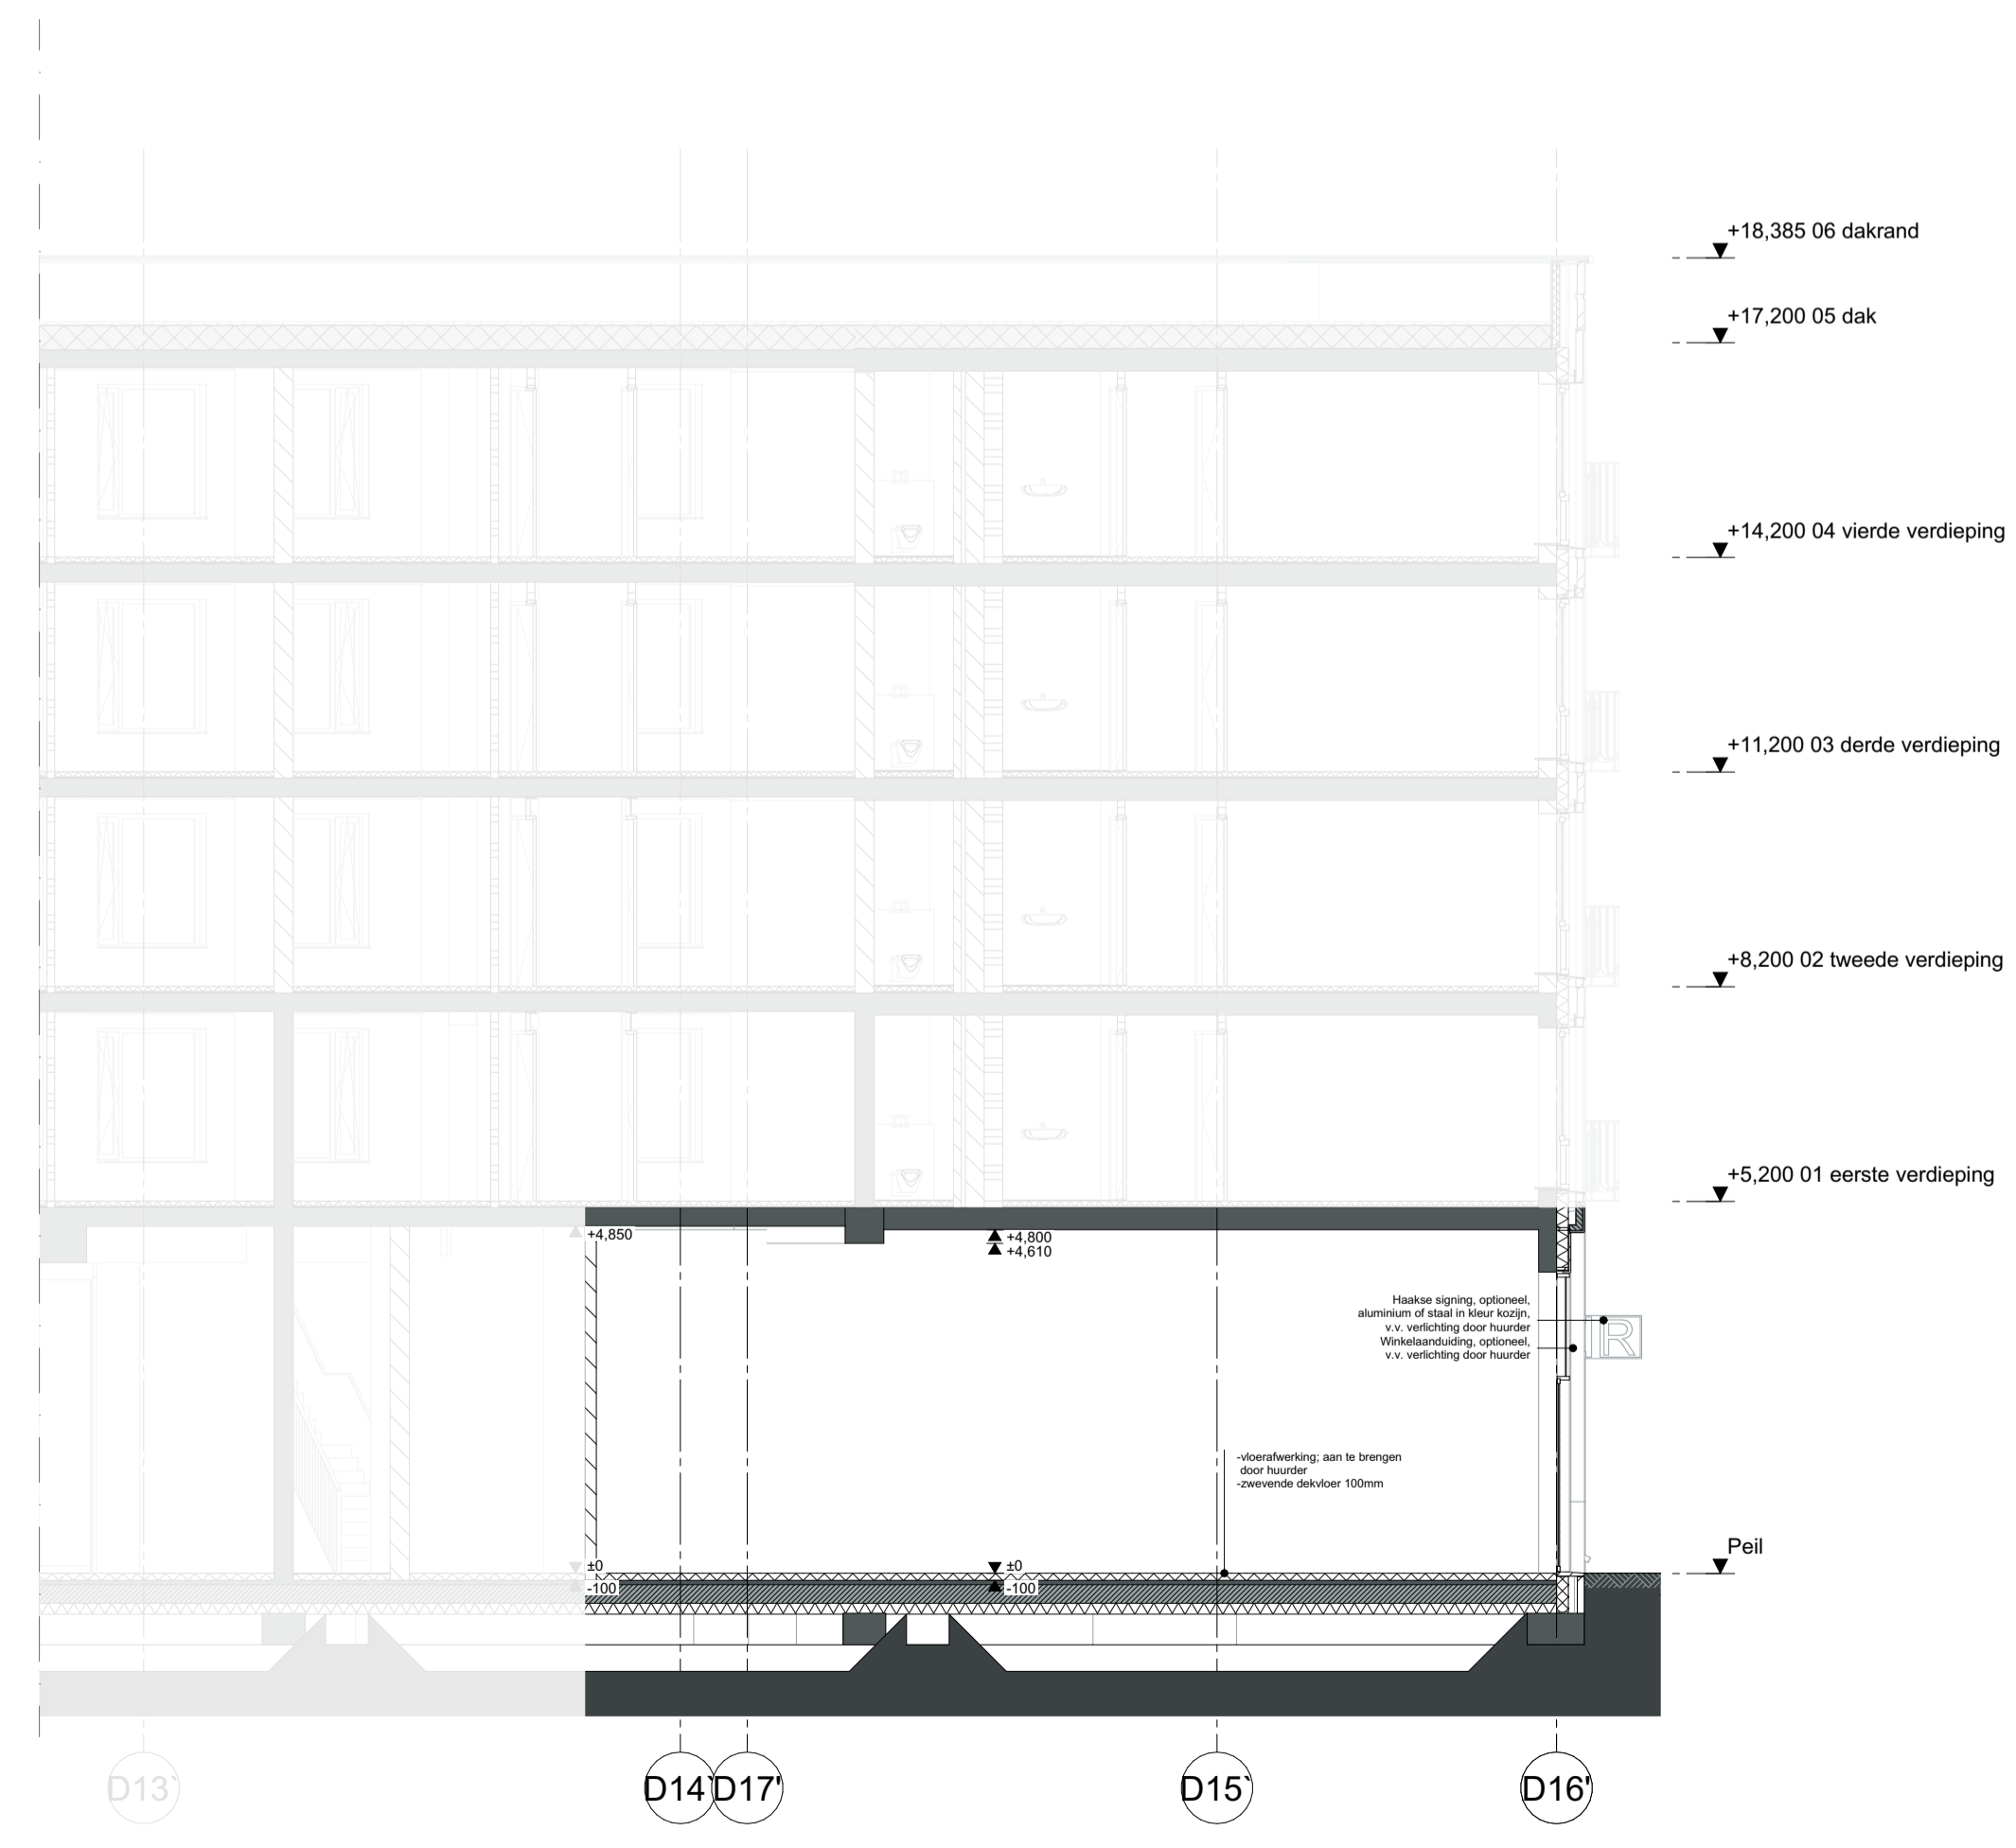 +18,385 06 dakrand
+17,200 05 dak
+14,200 04 vierde verdieping
+11,200 03 derde verdieping
+8,200 02 tweede verdieping
+5,200 01 eerste verdieping
+4,850
+4,800
+4,610
Haakse signing, optioneel,
aluminium of staal in kleur kozijn,
v.v. verlichting door huurder
Winkelaanduiding, optioneel,
v.v. verlichting door huurder
R
-vloerafwerking; aan te brengen
door huurder
-zwevende dekvloer 100mm
Peil
±0
-100
±0
-100
D13`
D14`
D17'
D15`
D16'